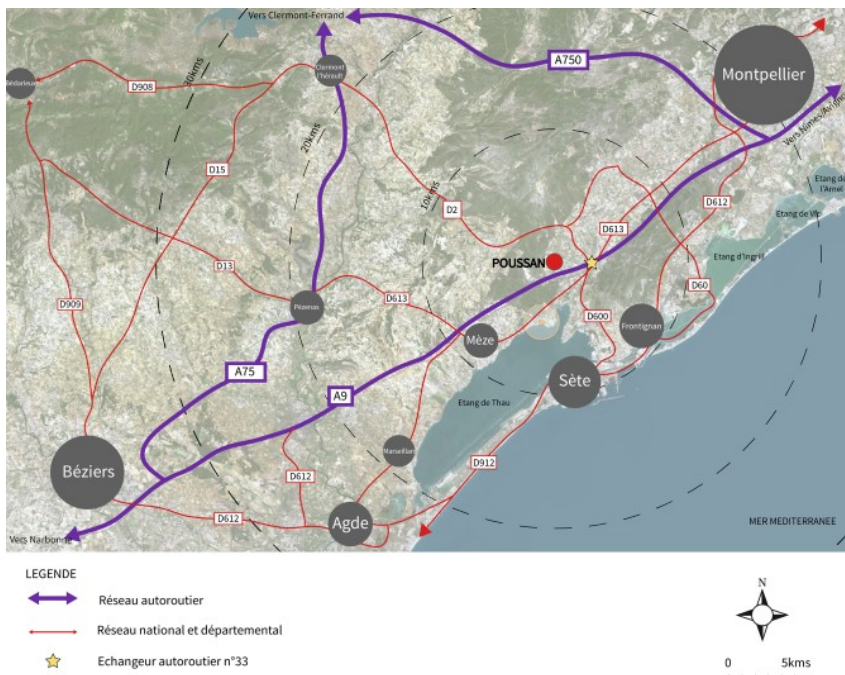 Vers Clermont-Ferrand
A750
Montpellier
Clermont
l'hérault
Bédarieux
D908
30kms
20kms
10kms
Vers Nîmes/Avignon
D15
D2
D612
Etang de
l'Arnel
Etang de Vic
D613
Etang d'Ingril
POUSSAN
D13
D60
D909
Pézenas
D613
D600
Frontignan
Mèze
A75
Sète
A9
Etang de Thau
Marseillan
Béziers
D612
D912
D612
Agde
MER MEDITERRANEE
Vers Narbonne
LEGENDE
Réseau autoroutier
Réseau national et départemental
Echangeur autoroutier n°33
N
0 5kms